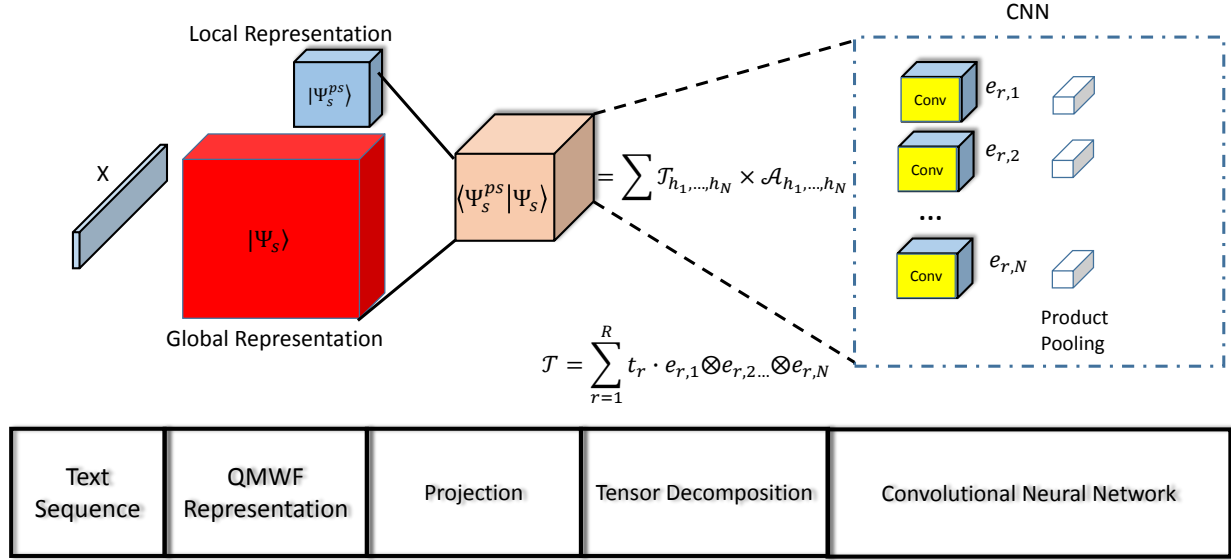 CNN
Local Representation
|Ψ_s^{ps}⟩
X
|Ψ_s⟩
Global Representation
⟨Ψ_s^{ps}|Ψ_s⟩
= ∑ 𝒯_{h_1,…,h_N} × 𝒜_{h_1,…,h_N}
𝒯 = ∑_{r=1}^{R} t_r · e_{r,1}⊗e_{r,2…}⊗e_{r,N}
Conv e_{r,1}
Conv e_{r,2}
...
Conv e_{r,N}
Product
Pooling
Text
Sequence
QMWF
Representation
Projection
Tensor Decomposition
Convolutional Neural Network